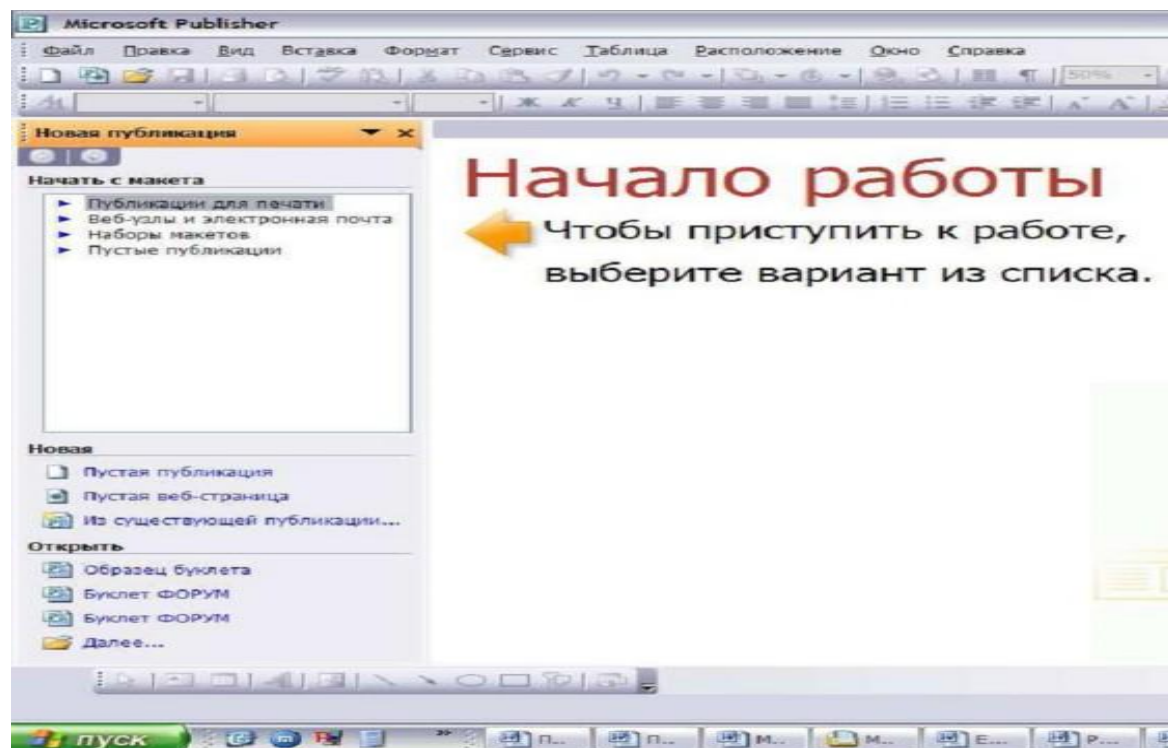 Microsoft Publisher
Файл Правка Вид Вставка Формат Сервис Таблица Расположение Окно Справка
50%
Ж К Ч
Новая публикация
Начать с макета
Публикации для печати
Веб-узлы и электронная почта
Наборы макетов
Пустые публикации
Начало работы
Чтобы приступить к работе,
выберите вариант из списка.
Новая
Пустая публикация
Пустая веб-страница
Из существующей публикации...
Открыть
Образец буклета
Буклет ФОРУМ
Буклет ФОРУМ
Далее...
пуск
П... П... М... М... Е... Р...